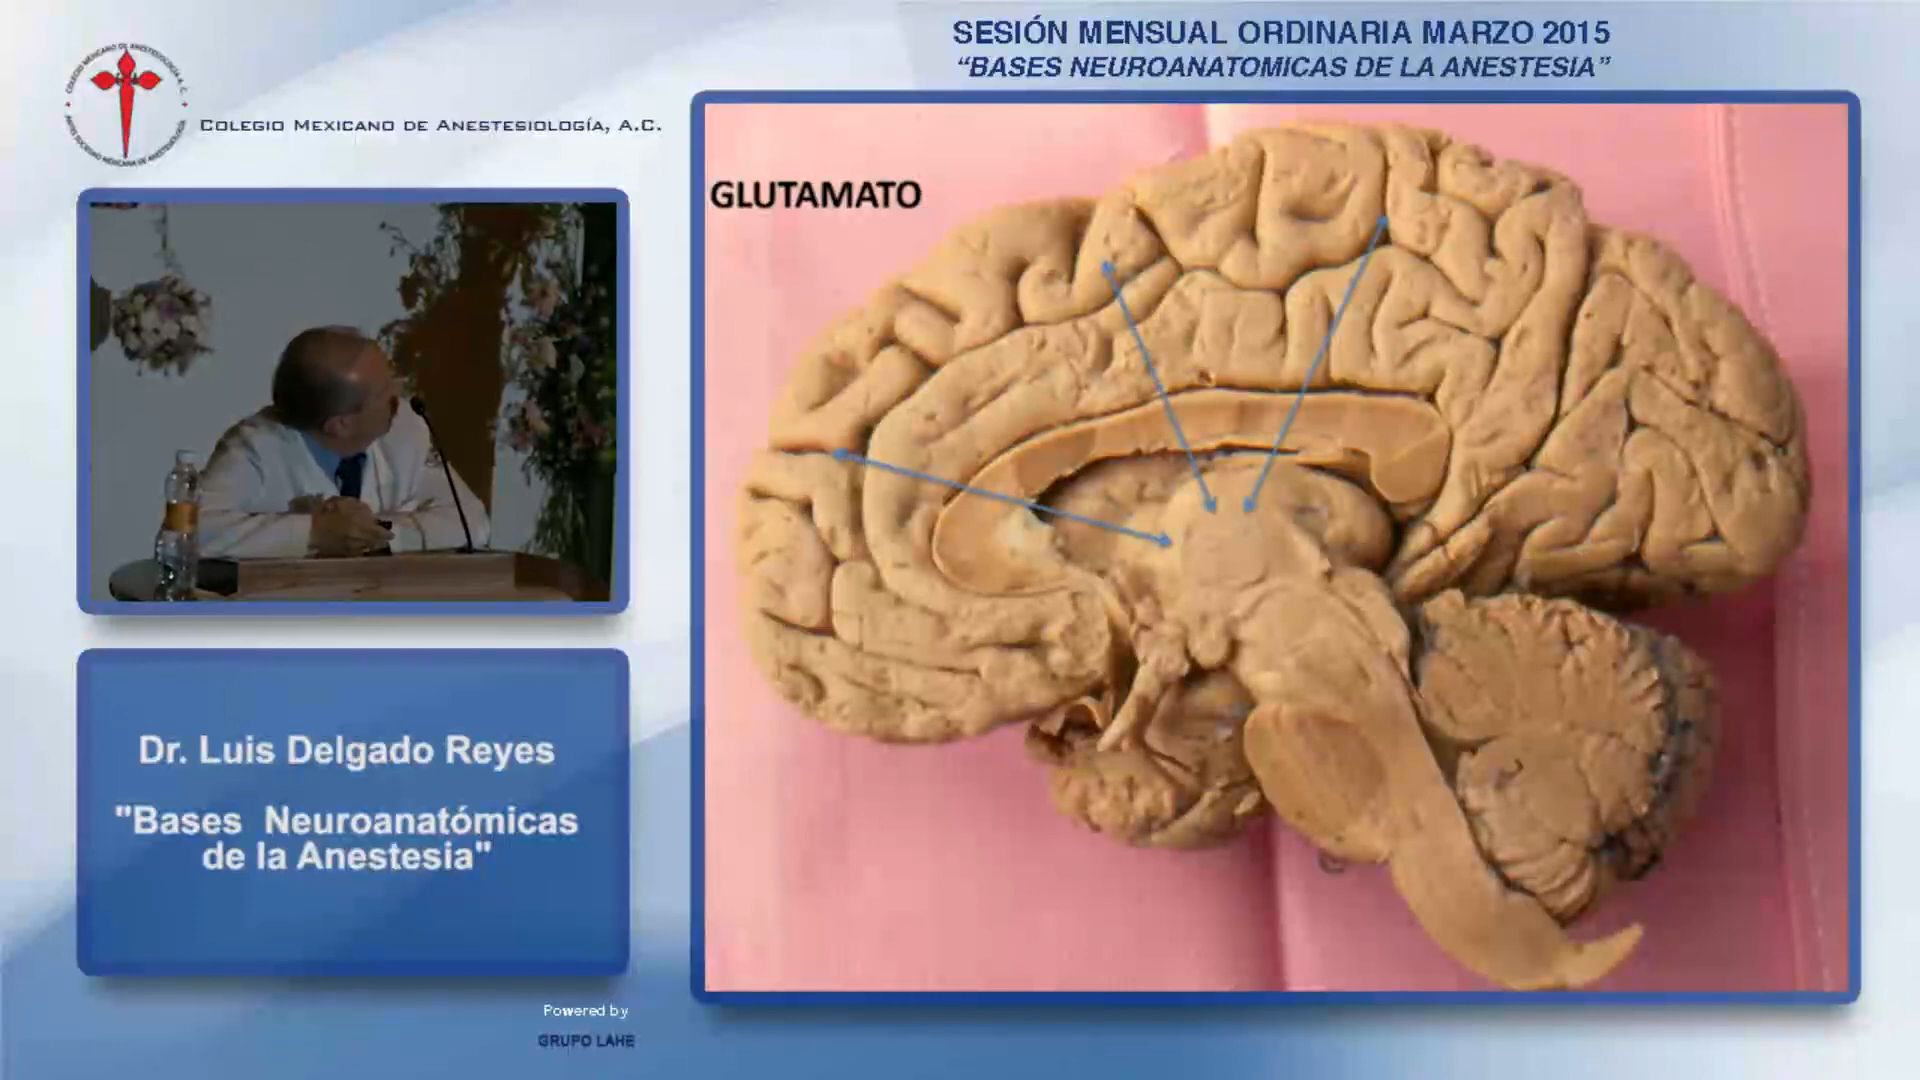 SESIÓN MENSUAL ORDINARIA MARZO 2015
“BASES NEUROANATOMICAS DE LA ANESTESIA”
COLEGIO MEXICANO DE ANESTESIOLOGÍA, A.C.
GLUTAMATO
Dr. Luis Delgado Reyes
"Bases Neuroanatómicas
de la Anestesia"
Powered by
GRUPO LAHE